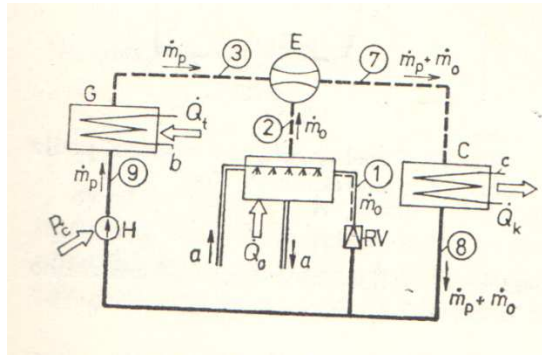 ṁp
③
E
⑦
ṁp + ṁo
G
Q̇t
b
②
ṁo
C
c
ṁp
⑨
①
ṁo
Q̇k
Pc
H
a
Q̇o
a
RV
⑧
ṁp + ṁo